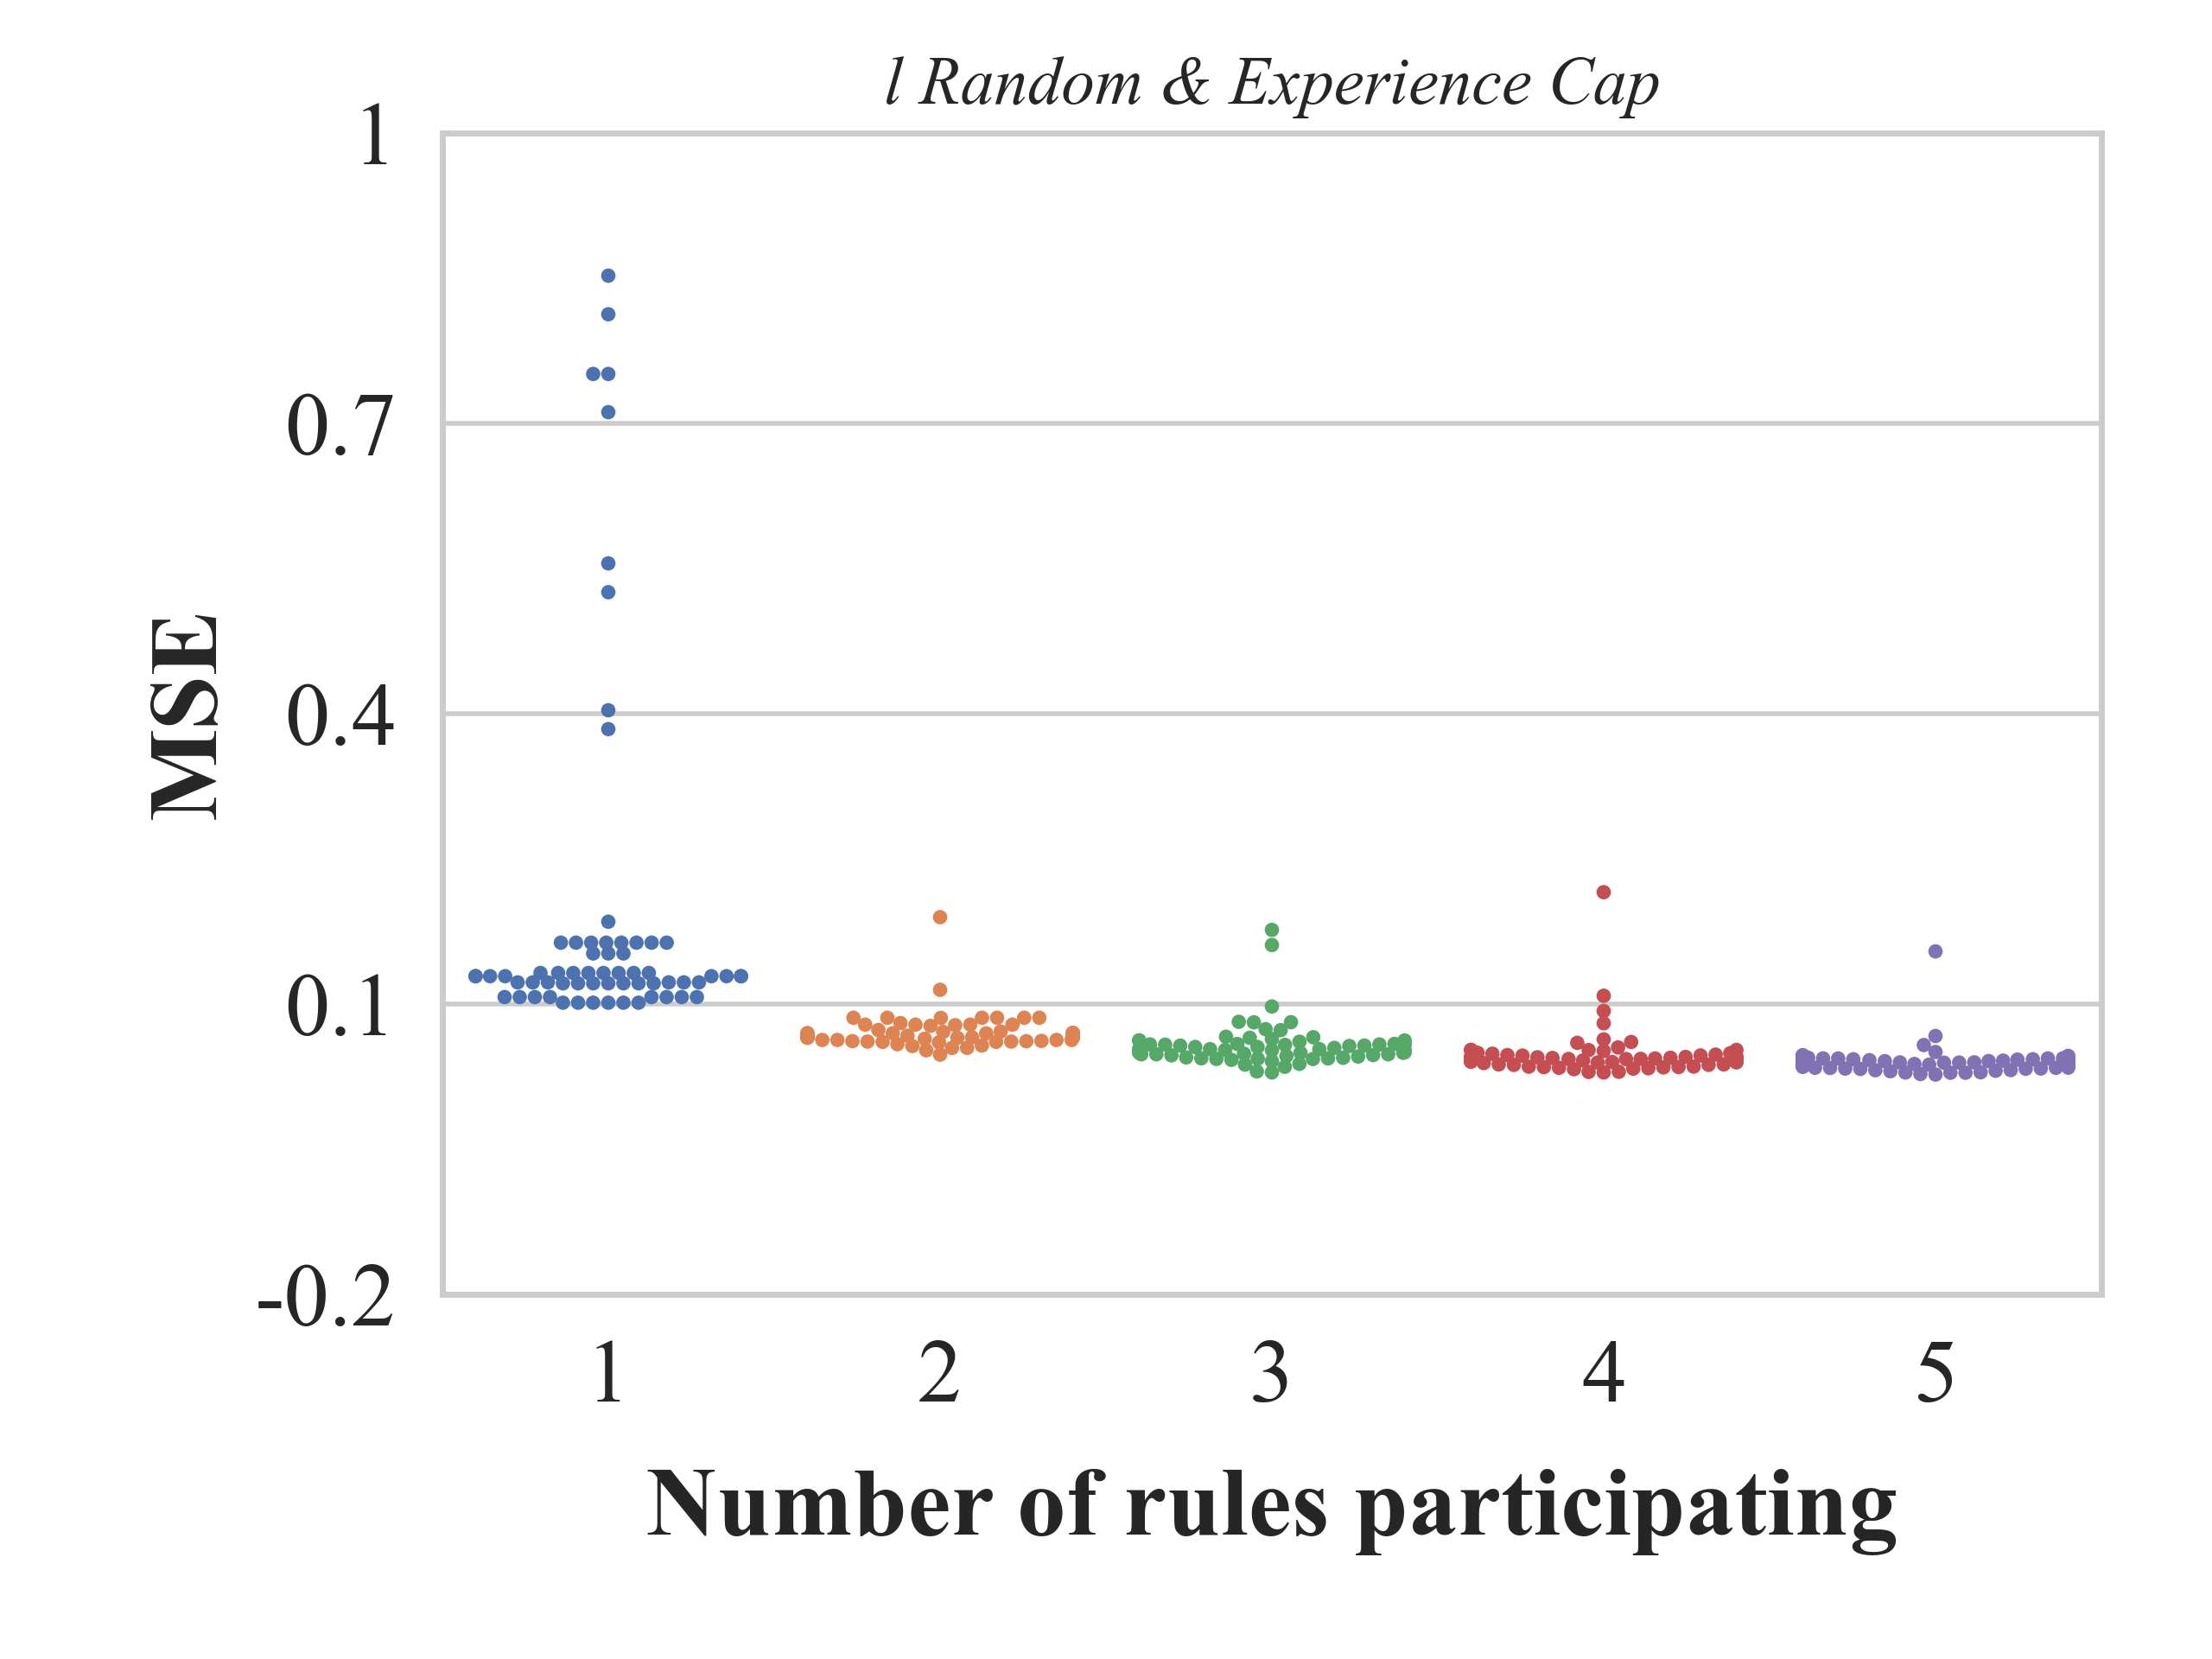 l Random & Experience Cap
1
0.7
0.4
0.1
-0.2
MSE
1 2 3 4 5
Number of rules participating